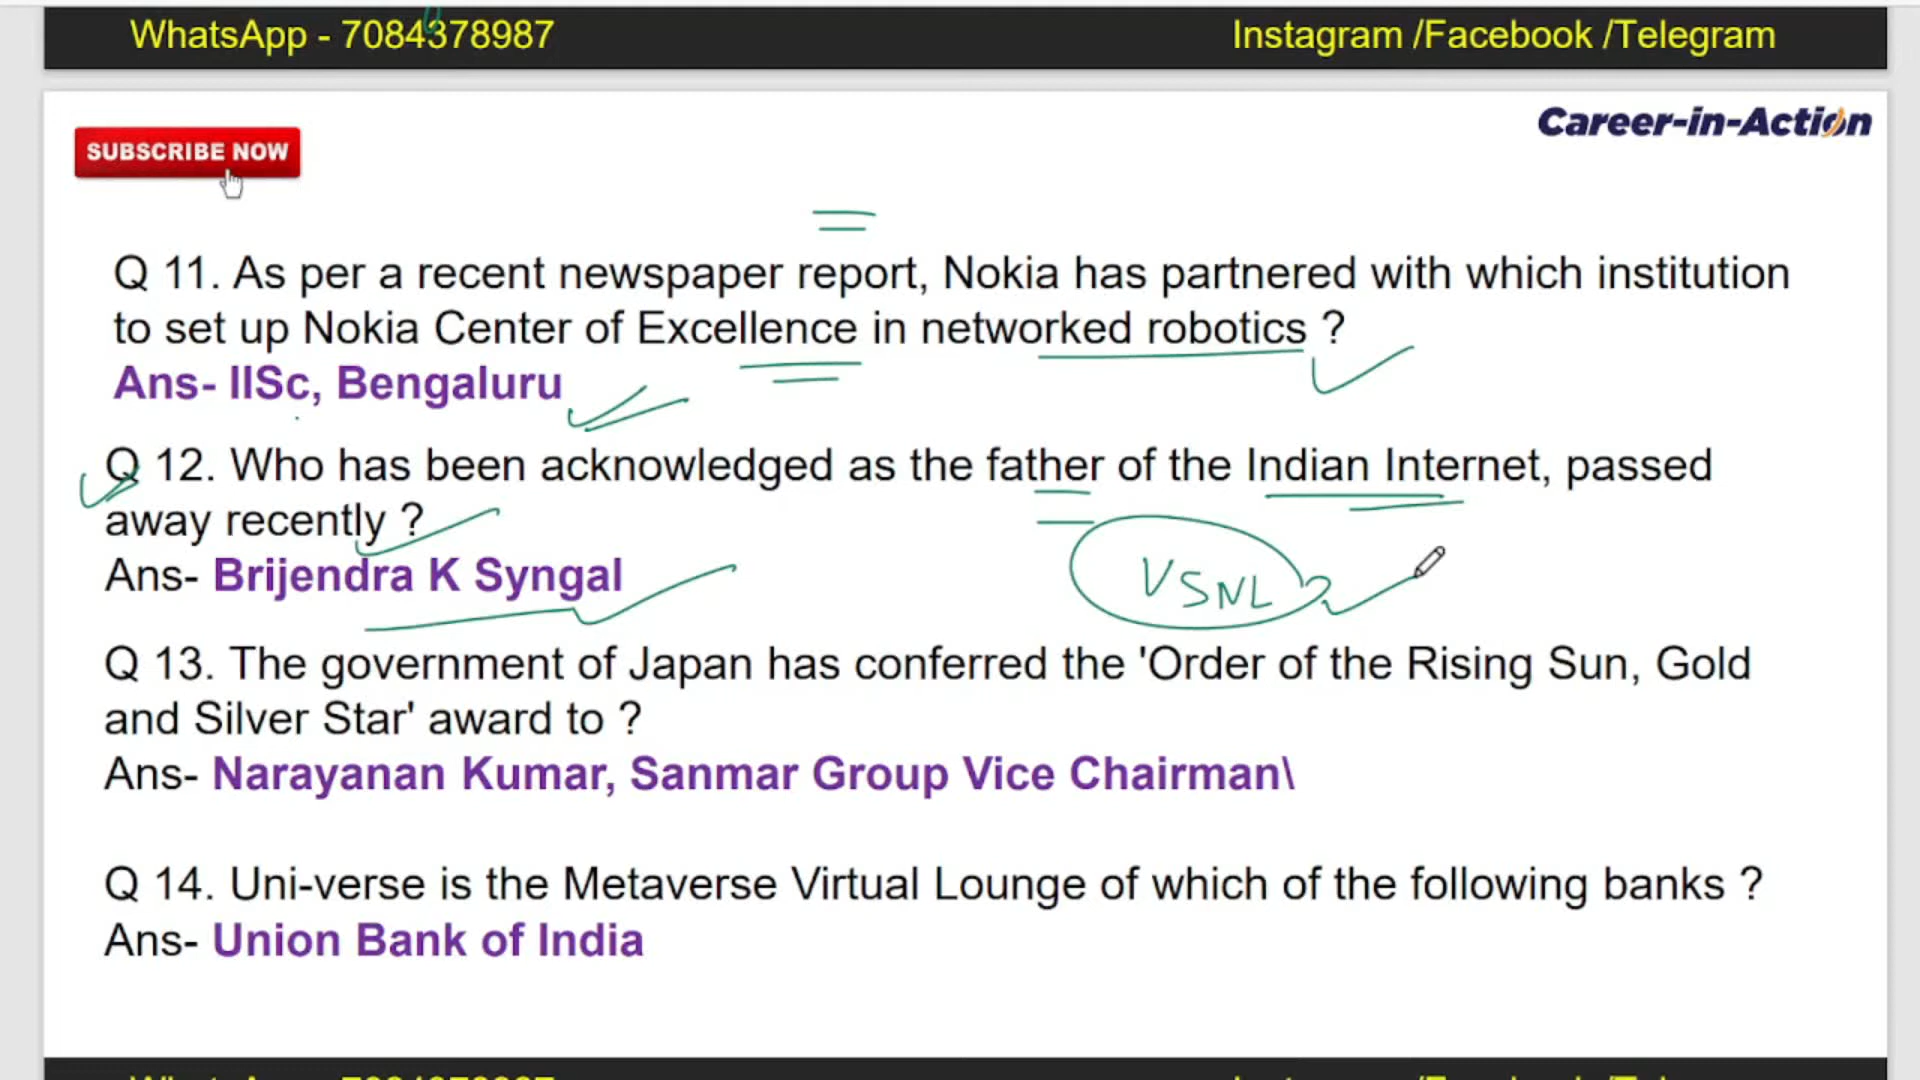 WhatsApp - 7084378987 Instagram /Facebook /Telegram
SUBSCRIBE NOW
Career-in-Action
Q 11. As per a recent newspaper report, Nokia has partnered with which institution
to set up Nokia Center of Excellence in networked robotics ?
Ans- IISc, Bengaluru
Q 12. Who has been acknowledged as the father of the Indian Internet, passed
away recently ?
Ans- Brijendra K Syngal
VSNL
Q 13. The government of Japan has conferred the 'Order of the Rising Sun, Gold
and Silver Star' award to ?
Ans- Narayanan Kumar, Sanmar Group Vice Chairman\
Q 14. Uni-verse is the Metaverse Virtual Lounge of which of the following banks ?
Ans- Union Bank of India